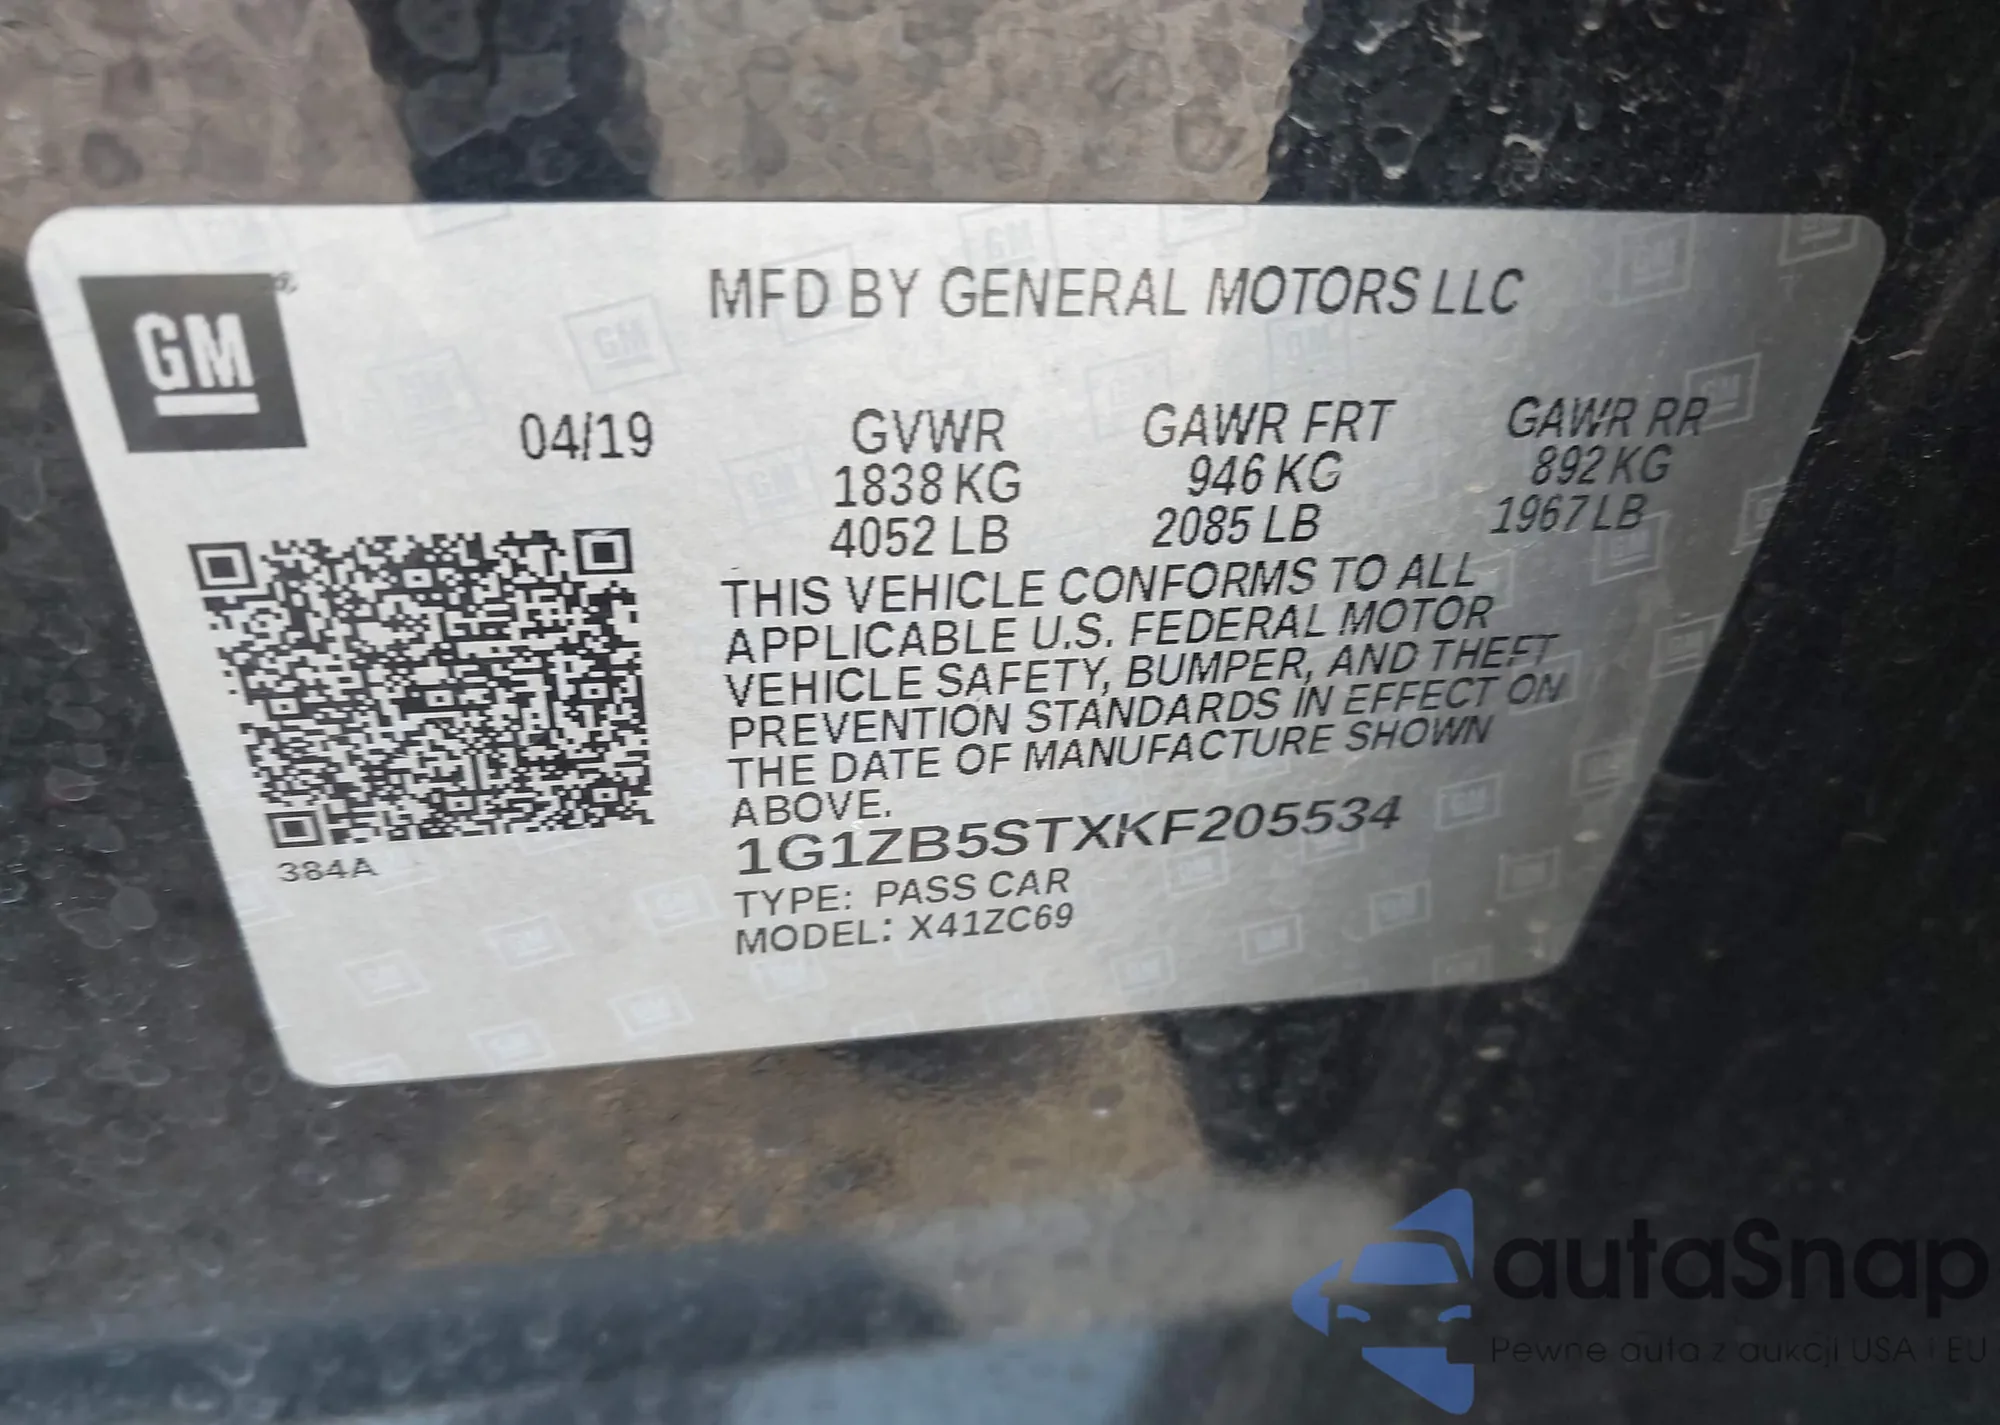 GM
MFD BY GENERAL MOTORS LLC
04/19
GVWR GAWR FRT GAWR RR
1838 KG 946 KG 892 KG
4052 LB 2085 LB 1967 LB
THIS VEHICLE CONFORMS TO ALL
APPLICABLE U.S. FEDERAL MOTOR
VEHICLE SAFETY, BUMPER, AND THEFT
PREVENTION STANDARDS IN EFFECT ON
THE DATE OF MANUFACTURE SHOWN
ABOVE.
1G1ZB5STXKF205534
TYPE: PASS CAR
MODEL: X41ZC69
384A
autaSnap
Pewne auta z aukcji USA i EU